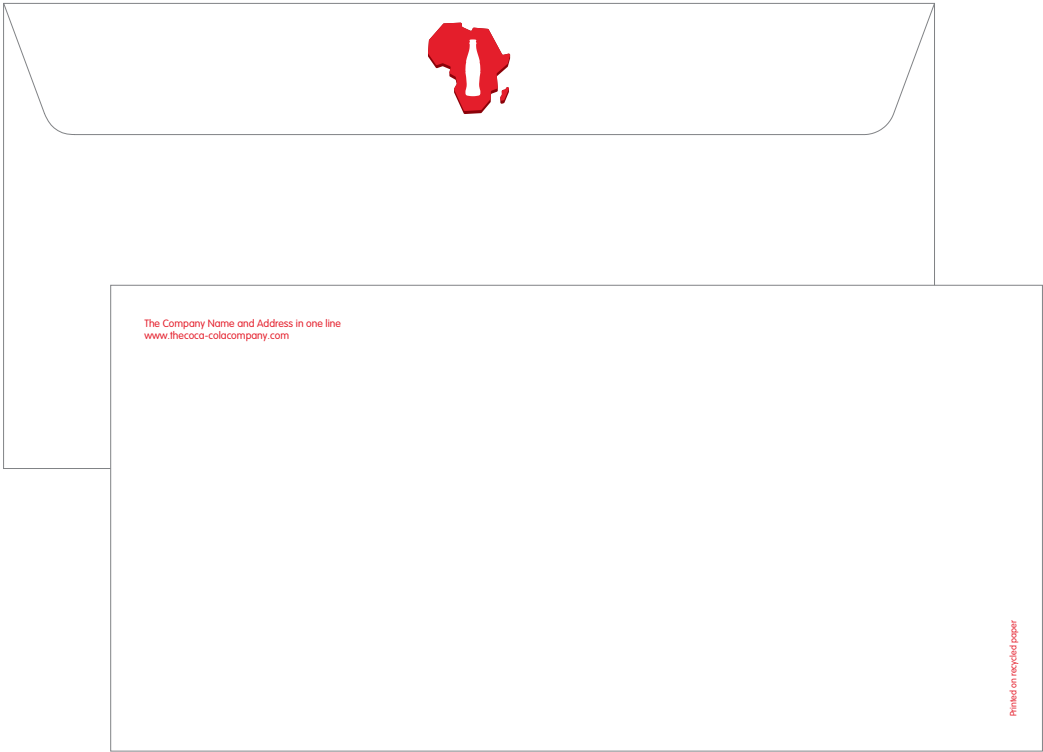 The Company Name and Address in one line
www.thecoca-colacompany.com
Printed on recycled paper